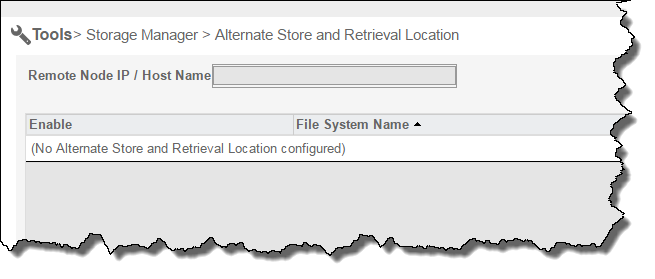 Tools> Storage Manager > Alternate Store and Retrieval Location
Remote Node IP / Host Name
Enable File System Name
(No Alternate Store and Retrieval Location configured)